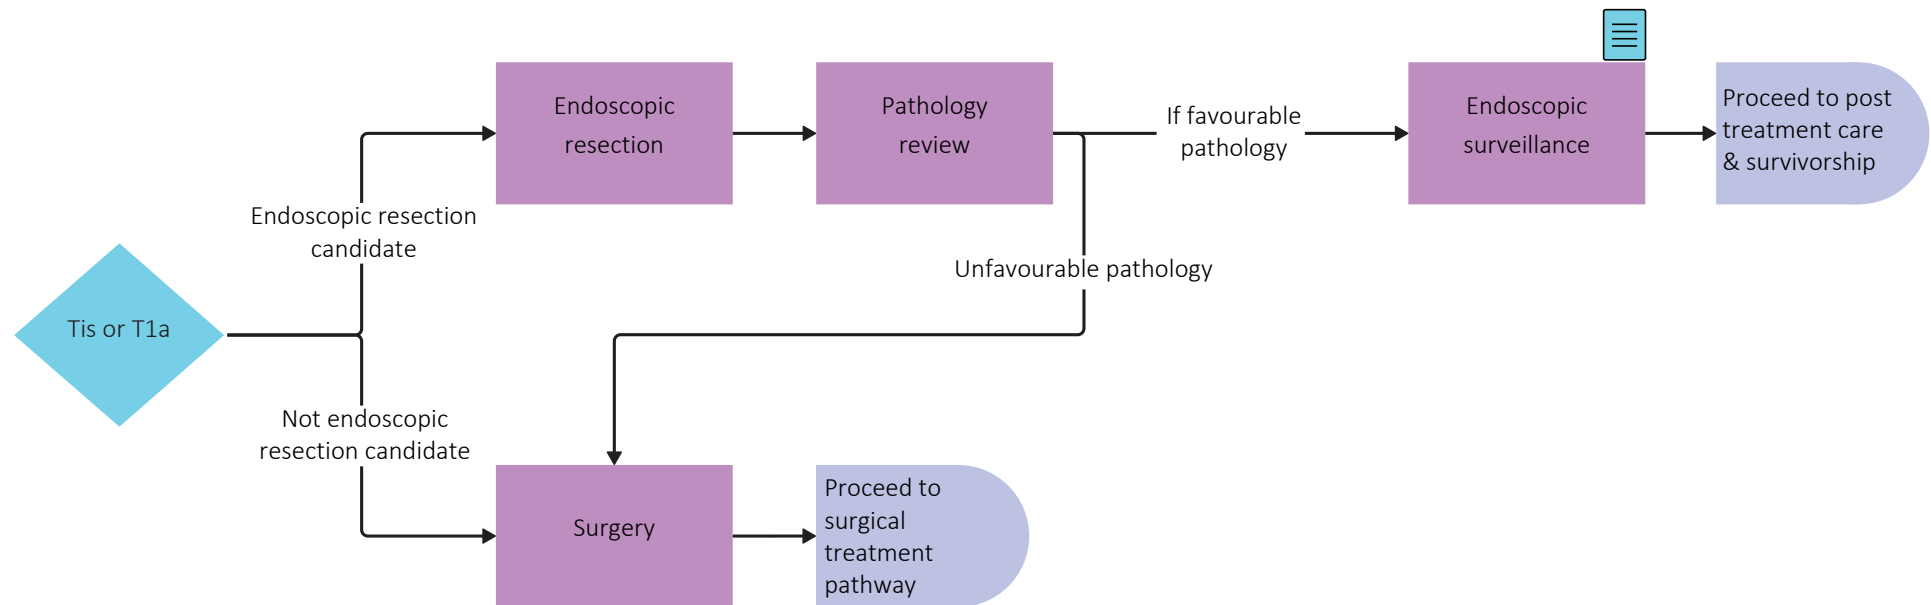 Endoscopic
resection
Pathology
review
If favourable
pathology
Endoscopic
surveillance
Proceed to post
treatment care
& survivorship
Endoscopic resection
candidate
Unfavourable pathology
Tis or T1a
Not endoscopic
resection candidate
Surgery
Proceed to
surgical
treatment
pathway